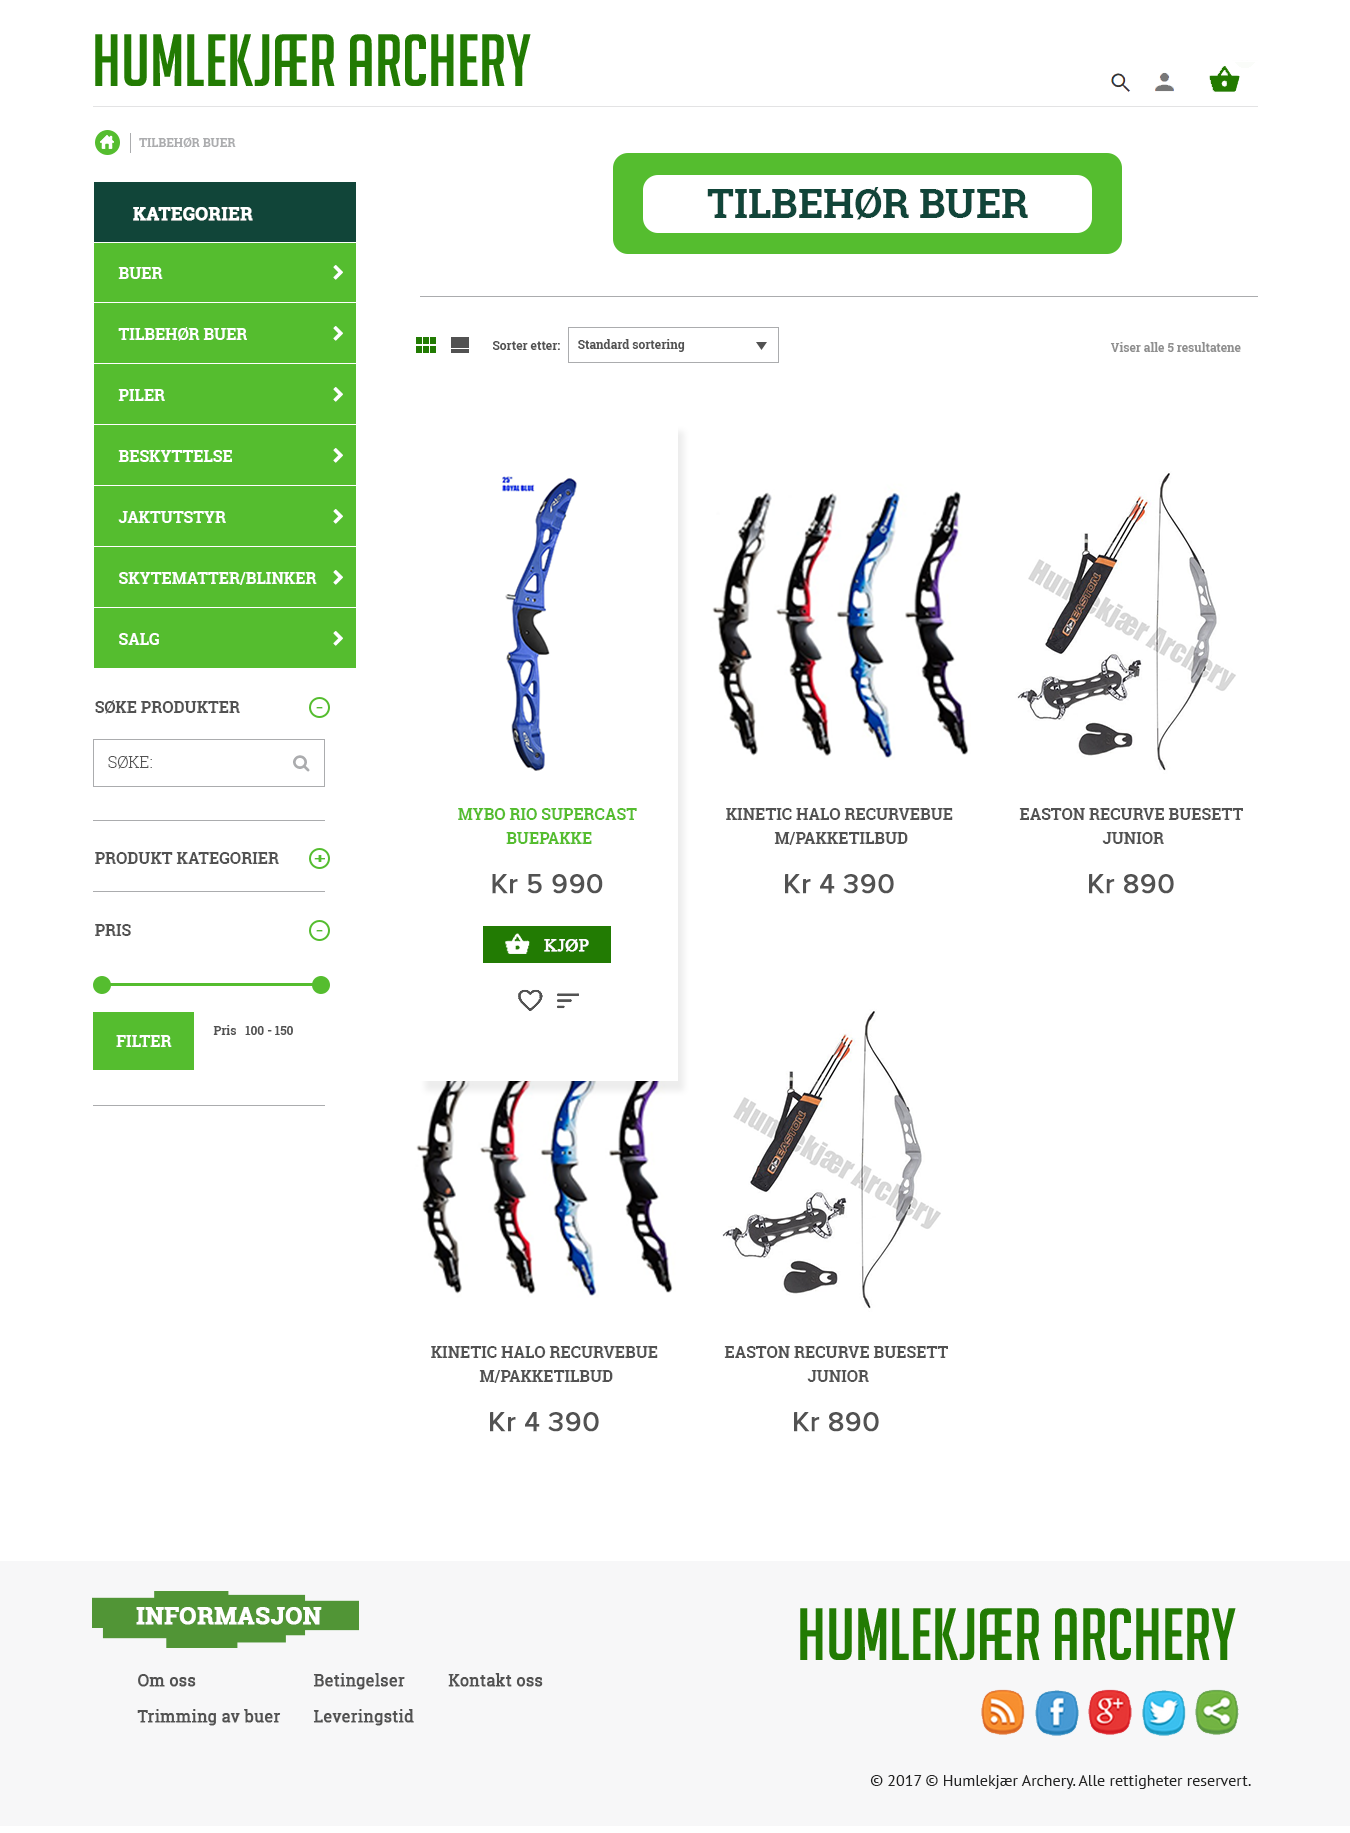 HUMLEKJÆR ARCHERY
TILBEHØR BUER
KATEGORIER
BUER
TILBEHØR BUER
PILER
BESKYTTELSE
JAKTUTSTYR
SKYTEMATTER/BLINKER
SALG
SØKE PRODUKTER
SØKE:
PRODUKT KATEGORIER
PRIS
FILTER
Pris 100 - 150
TILBEHØR BUER
Sorter etter:
Standard sortering
Viser alle 5 resultatene
25"
ROYAL BLUE
MYBO RIO SUPERCAST
BUEPAKKE
Kr 5 990
KJØP
KINETIC HALO RECURVEBUE
M/PAKKETILBUD
Kr 4 390
EASTON
Humlekjær Archery
EASTON RECURVE BUESETT
JUNIOR
Kr 890
KINETIC HALO RECURVEBUE
M/PAKKETILBUD
Kr 4 390
EASTON
Humlekjær Archery
EASTON RECURVE BUESETT
JUNIOR
Kr 890
INFORMASJON
Om oss
Betingelser
Kontakt oss
Trimming av buer
Leveringstid
HUMLEKJÆR ARCHERY
© 2017 © Humlekjær Archery. Alle rettigheter reservert.